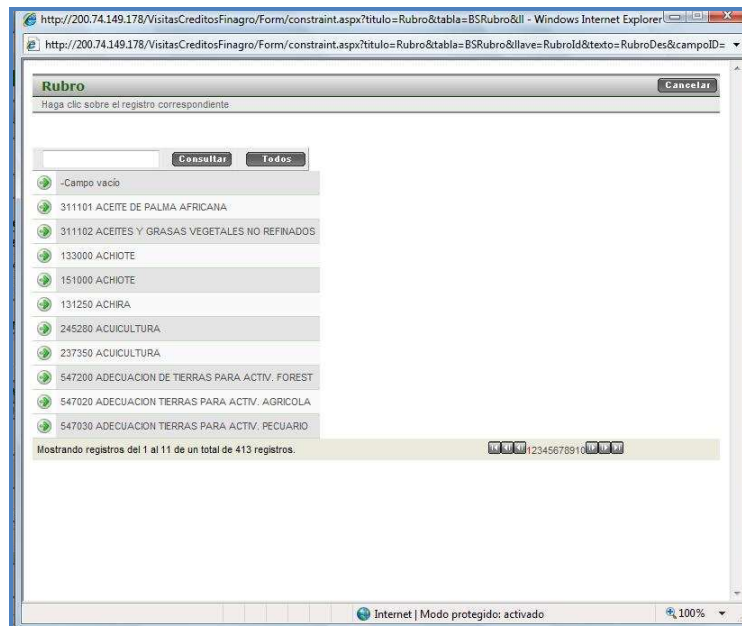 http://200.74.149.178/VisitasCreditosFinagro/Form/constraint.aspx?titulo=Rubro&tabla=BSRubro&ll - Windows Internet Explorer
http://200.74.149.178/VisitasCreditosFinagro/Form/constraint.aspx?titulo=Rubro&tabla=BSRubro&llave=RubroId&texto=RubroDes&campoID=
Rubro
Cancelar
Haga clic sobre el registro correspondiente
Consultar Todos
-Campo vacío
311101 ACEITE DE PALMA AFRICANA
311102 ACEITES Y GRASAS VEGETALES NO REFINADOS
133000 ACHIOTE
151000 ACHIOTE
131250 ACHIRA
245280 ACUICULTURA
237350 ACUICULTURA
547200 ADECUACION DE TIERRAS PARA ACTIV. FOREST
547020 ADECUACION TIERRAS PARA ACTIV. AGRICOLA
547030 ADECUACION TIERRAS PARA ACTIV. PECUARIO
Mostrando registros del 1 al 11 de un total de 413 registros. 12345678910
Internet | Modo protegido: activado 100%